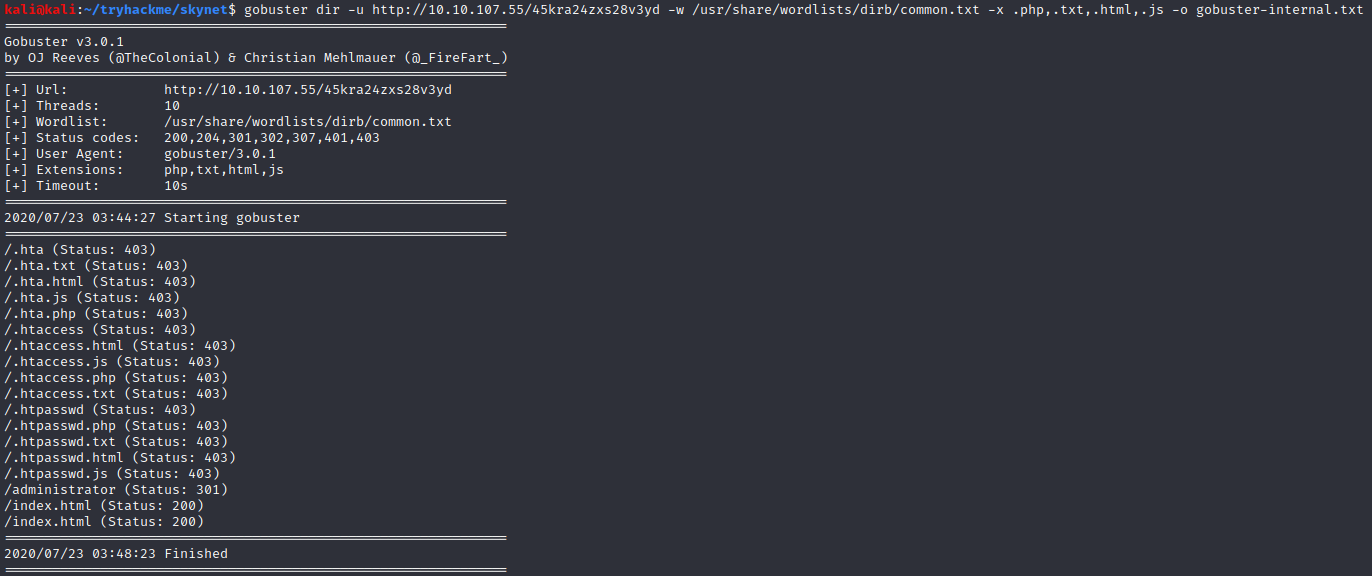 kali@kali:~/tryhackme/skynet$ gobuster dir -u http://10.10.107.55/45kra24zxs28v3yd -w /usr/share/wordlists/dirb/common.txt -x .php,.txt,.html,.js -o gobuster-internal.txt
===============================================================
Gobuster v3.0.1
by OJ Reeves (@TheColonial) & Christian Mehlmauer (@_FireFart_)
===============================================================
[+] Url:            http://10.10.107.55/45kra24zxs28v3yd
[+] Threads:        10
[+] Wordlist:       /usr/share/wordlists/dirb/common.txt
[+] Status codes:   200,204,301,302,307,401,403
[+] User Agent:     gobuster/3.0.1
[+] Extensions:     php,txt,html,js
[+] Timeout:        10s
===============================================================
2020/07/23 03:44:27 Starting gobuster
===============================================================
/.hta (Status: 403)
/.hta.txt (Status: 403)
/.hta.html (Status: 403)
/.hta.js (Status: 403)
/.hta.php (Status: 403)
/.htaccess (Status: 403)
/.htaccess.html (Status: 403)
/.htaccess.js (Status: 403)
/.htaccess.php (Status: 403)
/.htaccess.txt (Status: 403)
/.htpasswd (Status: 403)
/.htpasswd.php (Status: 403)
/.htpasswd.txt (Status: 403)
/.htpasswd.html (Status: 403)
/.htpasswd.js (Status: 403)
/administrator (Status: 301)
/index.html (Status: 200)
/index.html (Status: 200)
===============================================================
2020/07/23 03:48:23 Finished
===============================================================